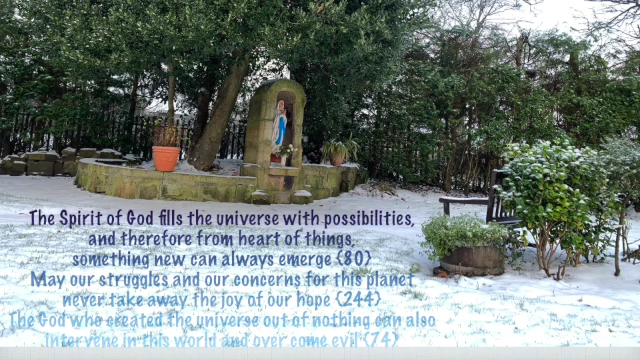 The Spirit of God fills the universe with possibilities,
and therefore from heart of things,
something new can always emerge {80}
May our struggles and our concerns for this planet
never take away the joy of our hope {244}
The God who created the universe out of nothing can also
intervene in this world and over come evil {74}